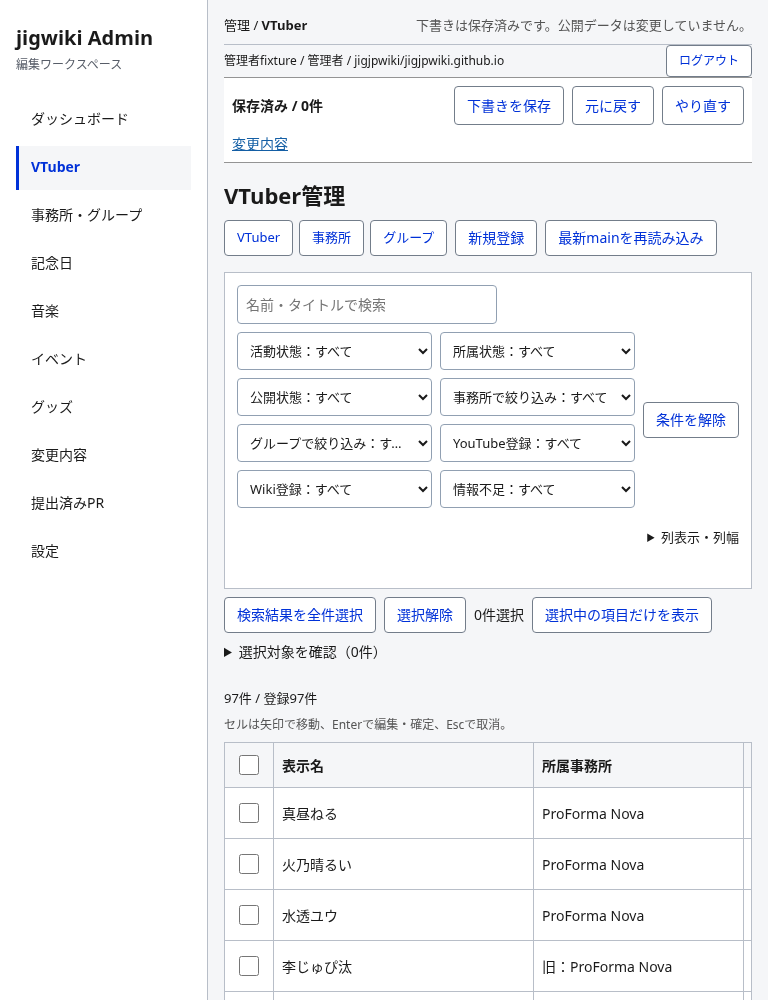 jigwiki Admin
編集ワークスペース
ダッシュボード
VTuber
事務所・グループ
記念日
音楽
イベント
グッズ
変更内容
提出済みPR
設定
管理 / VTuber
下書きは保存済みです。公開データは変更していません。
管理者fixture / 管理者 / jigjpwiki/jigjpwiki.github.io
ログアウト
保存済み / 0件
下書きを保存
元に戻す
やり直す
変更内容
VTuber管理
VTuber
事務所
グループ
新規登録
最新mainを再読み込み
名前・タイトルで検索
活動状態：すべて
所属状態：すべて
公開状態：すべて
事務所で絞り込み：すべて
グループで絞り込み：す...
YouTube登録：すべて
Wiki登録：すべて
情報不足：すべて
条件を解除
▶ 列表示・列幅
検索結果を全件選択
選択解除
0件選択
選択中の項目だけを表示
▶ 選択対象を確認（0件）
97件 / 登録97件
セルは矢印で移動、Enterで編集・確定、Escで取消。
表示名
所属事務所
真昼ねる
ProForma Nova
火乃晴るい
ProForma Nova
水透ユウ
ProForma Nova
李じゅぴ汰
旧：ProForma Nova